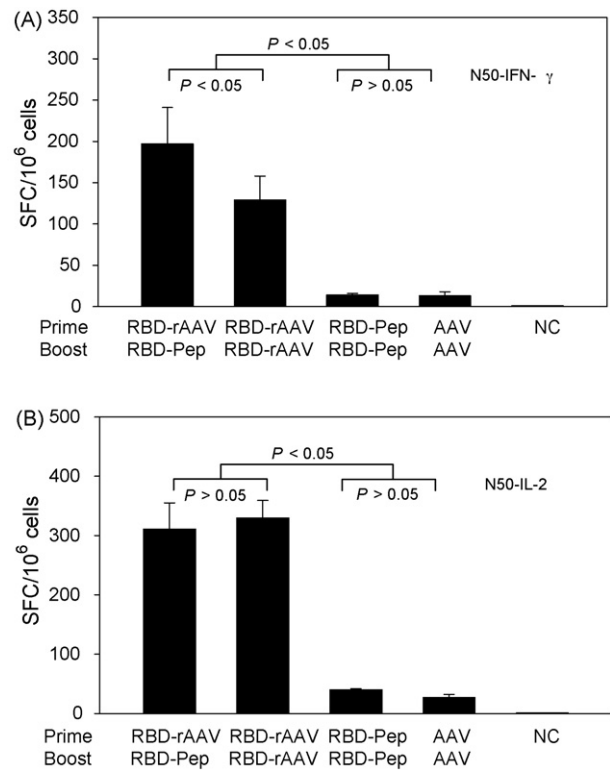 (A)
350
300
250
200
150
100
50
0
SFC/10⁶ cells
P < 0.05
P < 0.05
P > 0.05
N50-IFN- γ
Prime RBD-rAAV RBD-rAAV RBD-Pep AAV NC
Boost RBD-Pep RBD-rAAV RBD-Pep AAV
(B)
500
400
300
200
100
0
SFC/10⁶ cells
P < 0.05
P > 0.05
P > 0.05
N50-IL-2
Prime RBD-rAAV RBD-rAAV RBD-Pep AAV NC
Boost RBD-Pep RBD-rAAV RBD-Pep AAV